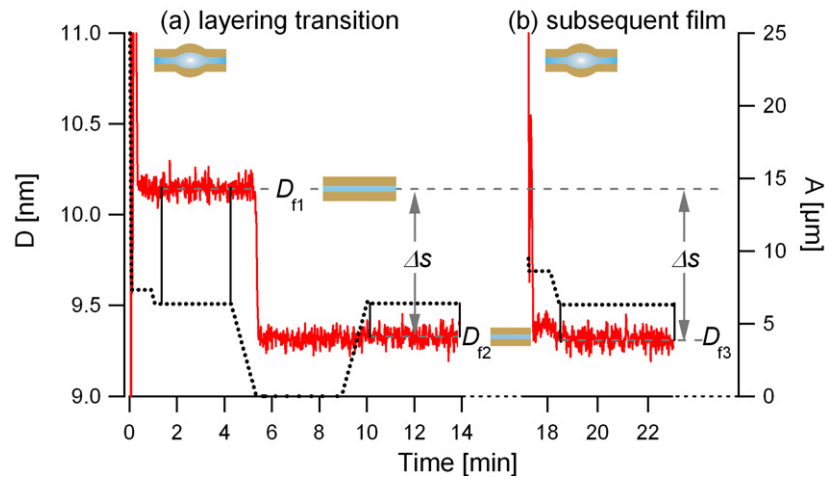 (a) layering transition
(b) subsequent film
11.0
10.5
10.0
9.5
9.0
D [nm]
D_f1
Δs
D_f2
Δs
D_f3
25
20
15
10
5
0
A [µm]
0 2 4 6 8 10 12 14 18 20 22
Time [min]